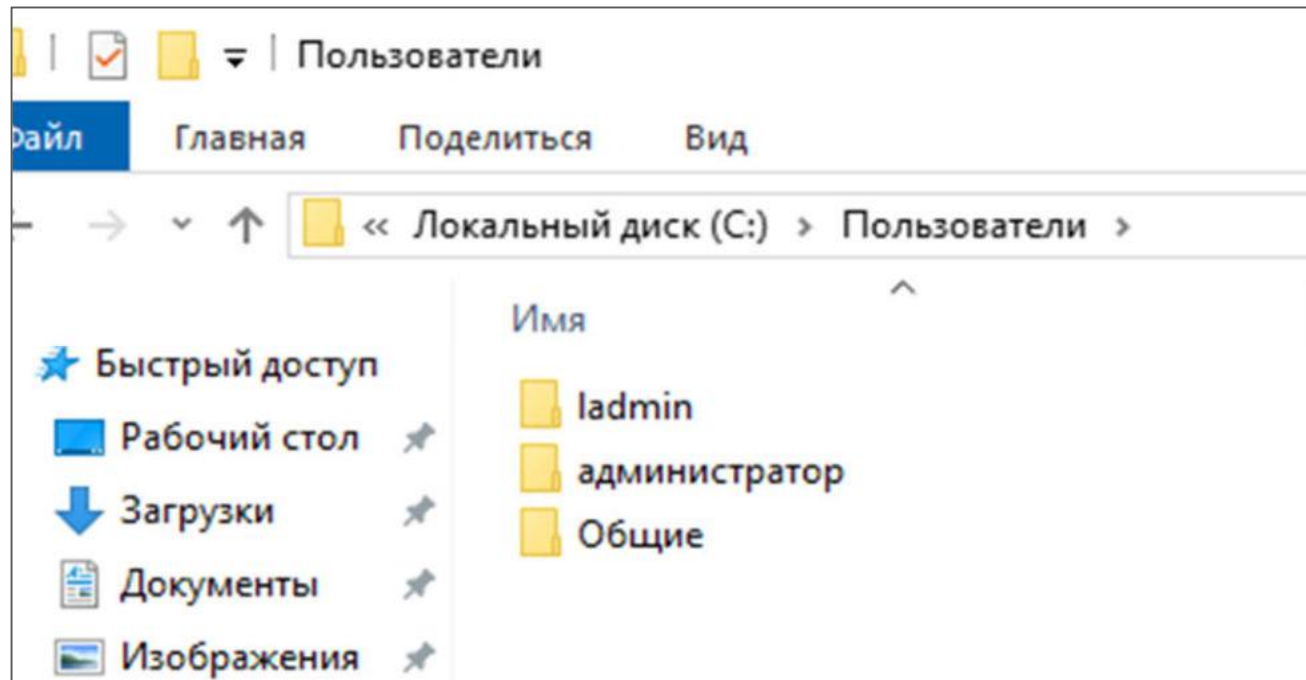 Пользователи
Файл Главная Поделиться Вид
« Локальный диск (C:) > Пользователи >
Имя
Быстрый доступ
Рабочий стол
Загрузки
Документы
Изображения
ladmin
администратор
Общие